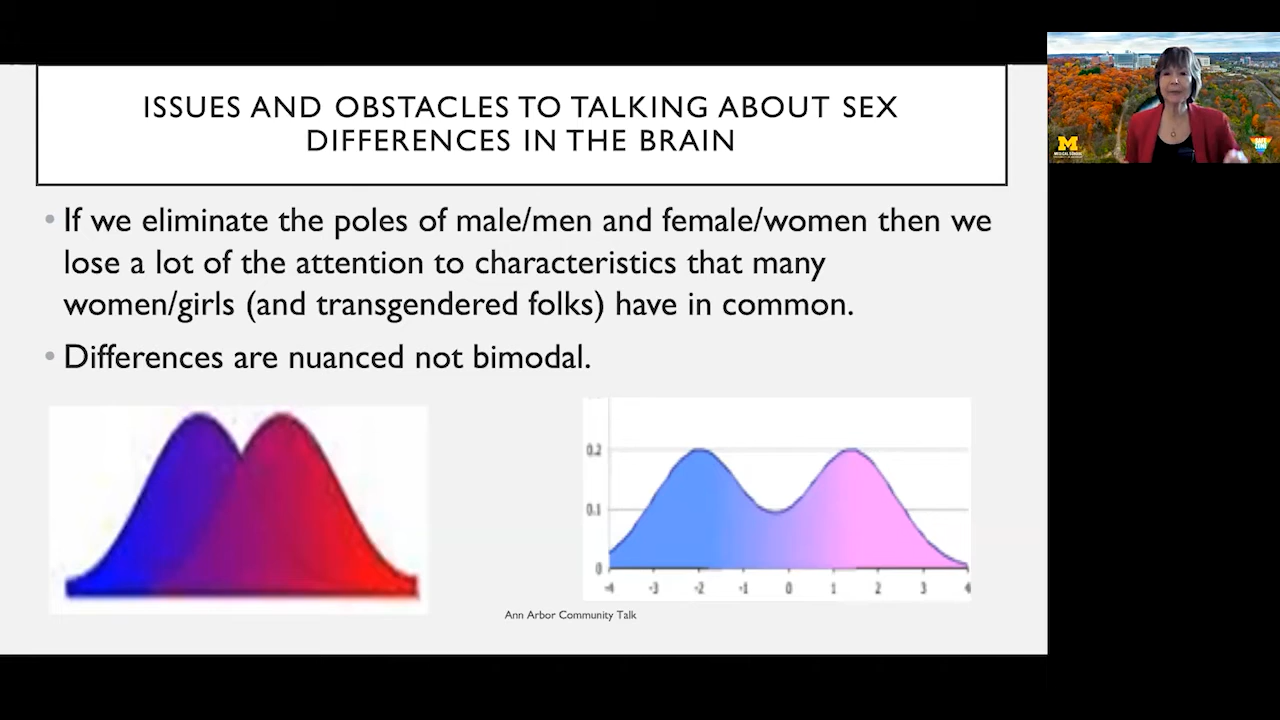 ISSUES AND OBSTACLES TO TALKING ABOUT SEX
DIFFERENCES IN THE BRAIN
• If we eliminate the poles of male/men and female/women then we
lose a lot of the attention to characteristics that many
women/girls (and transgendered folks) have in common.
• Differences are nuanced not bimodal.
0.2
0.1
0
-4 -3 -2 -1 0 1 2 3
Ann Arbor Community Talk
M
MEDICAL SCHOOL